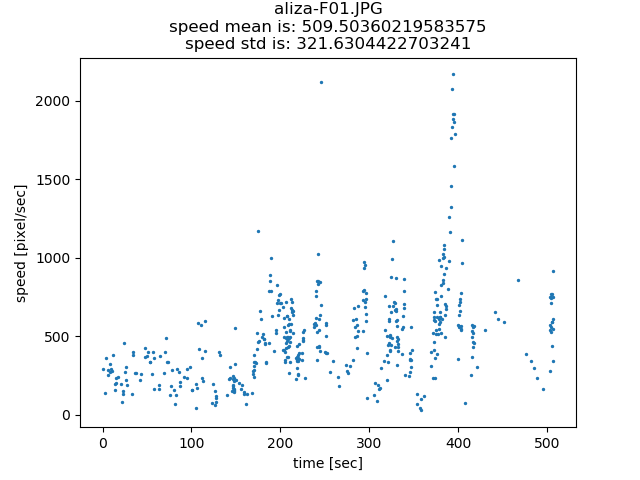 aliza-F01.JPG
speed mean is: 509.50360219583575
speed std is: 321.6304422703241
2000
1500
1000
500
0
speed [pixel/sec]
0 100 200 300 400 500
time [sec]